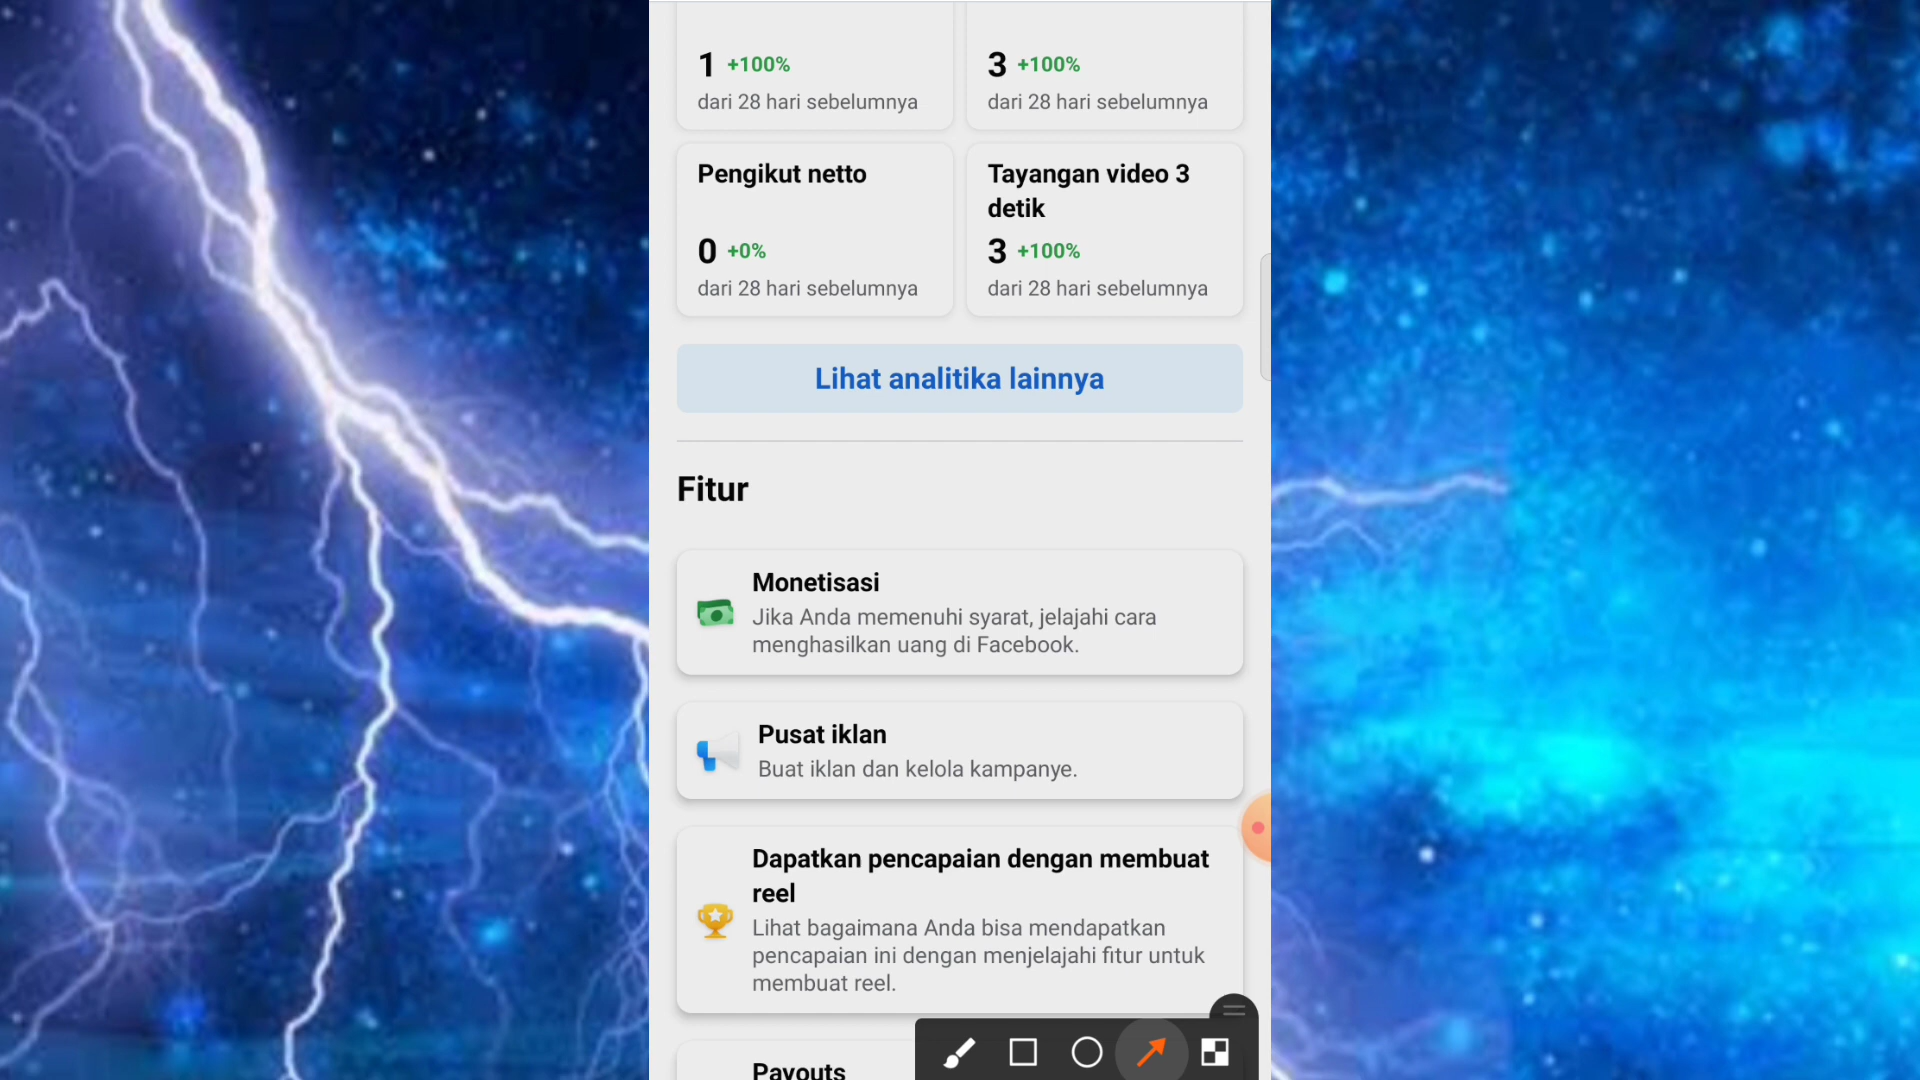 1 +100%
dari 28 hari sebelumnya
3 +100%
dari 28 hari sebelumnya
Pengikut netto
0 +0%
dari 28 hari sebelumnya
Tayangan video 3
detik
3 +100%
dari 28 hari sebelumnya
Lihat analitika lainnya
Fitur
Monetisasi
Jika Anda memenuhi syarat, jelajahi cara
menghasilkan uang di Facebook.
Pusat iklan
Buat iklan dan kelola kampanye.
Dapatkan pencapaian dengan membuat
reel
Lihat bagaimana Anda bisa mendapatkan
pencapaian ini dengan menjelajahi fitur untuk
membuat reel.
Payouts